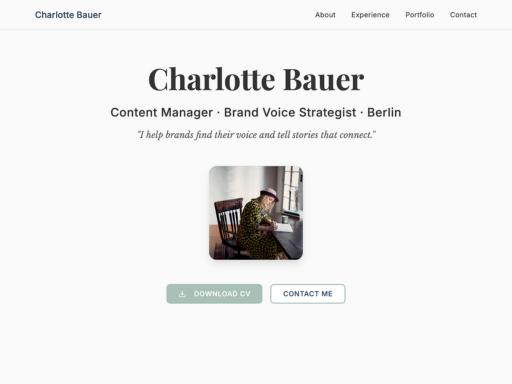 Charlotte Bauer
About Experience Portfolio Contact
Charlotte Bauer
Content Manager · Brand Voice Strategist · Berlin
"I help brands find their voice and tell stories that connect."
DOWNLOAD CV
CONTACT ME